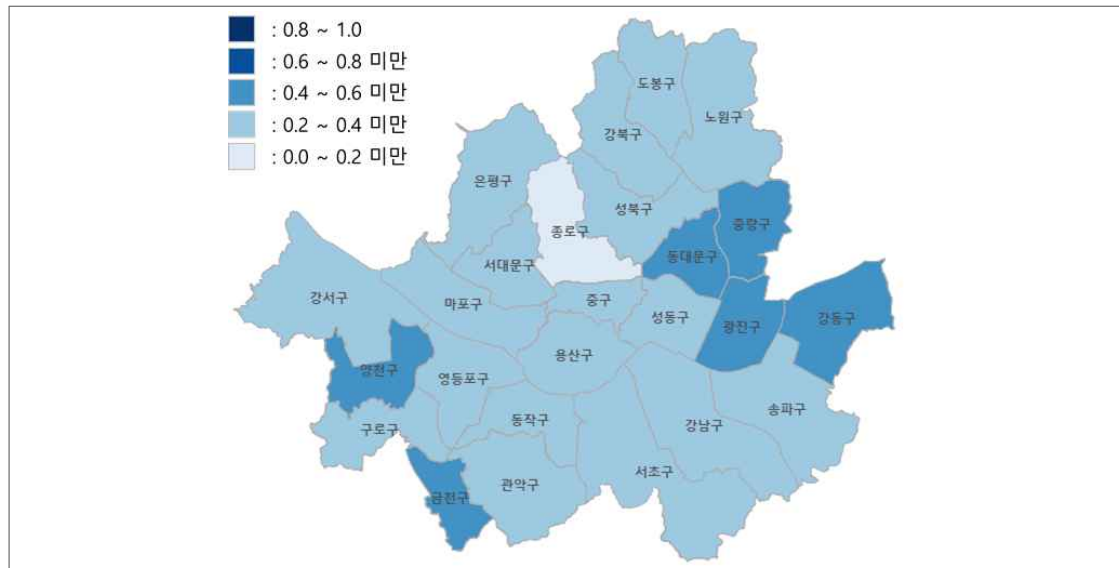 : 0.8 ~ 1.0
: 0.6 ~ 0.8 미만
: 0.4 ~ 0.6 미만
: 0.2 ~ 0.4 미만
: 0.0 ~ 0.2 미만
도봉구
노원구
강북구
은평구
성북구
중랑구
종로구
동대문구
서대문구
강서구
마포구
중구
성동구
광진구
강동구
용산구
양천구
영등포구
송파구
동작구
강남구
구로구
서초구
관악구
금천구